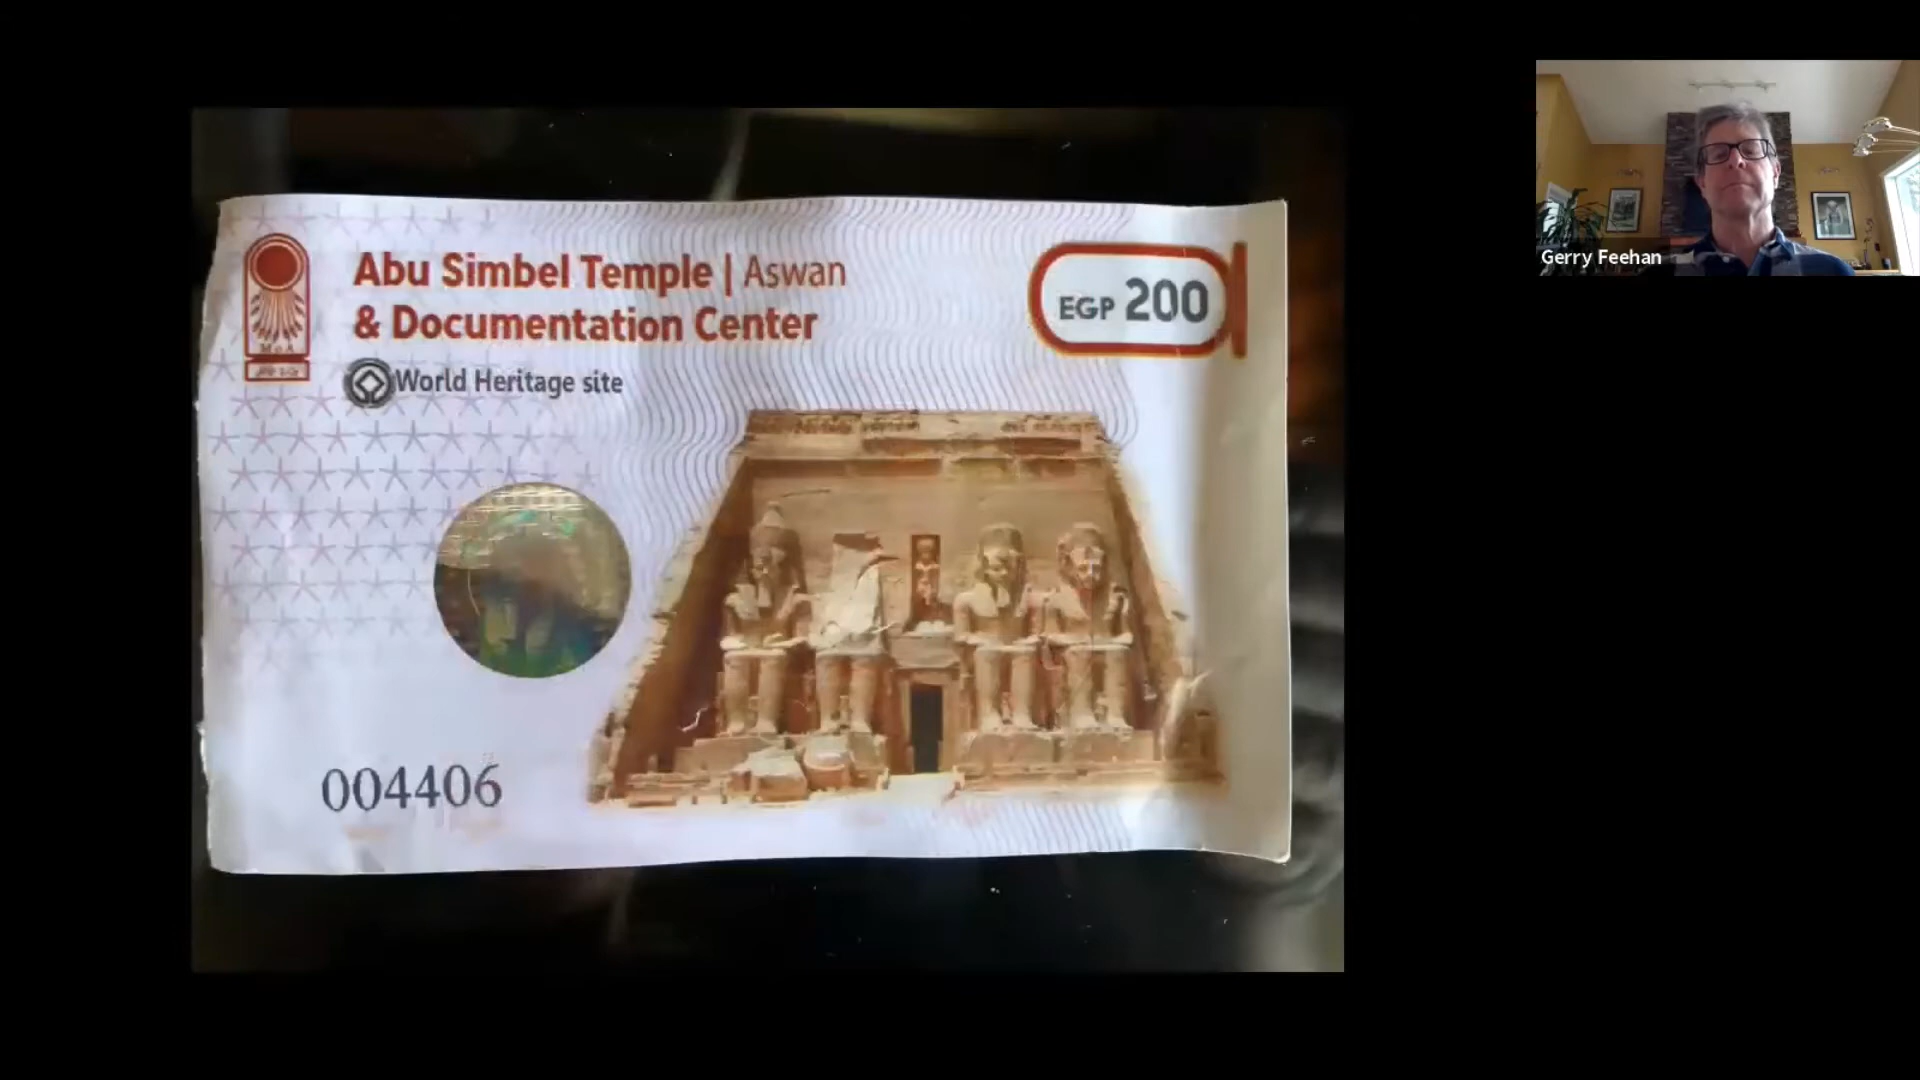 Abu Simbel Temple | Aswan
& Documentation Center
World Heritage site
EGP 200
004406
Gerry Feehan